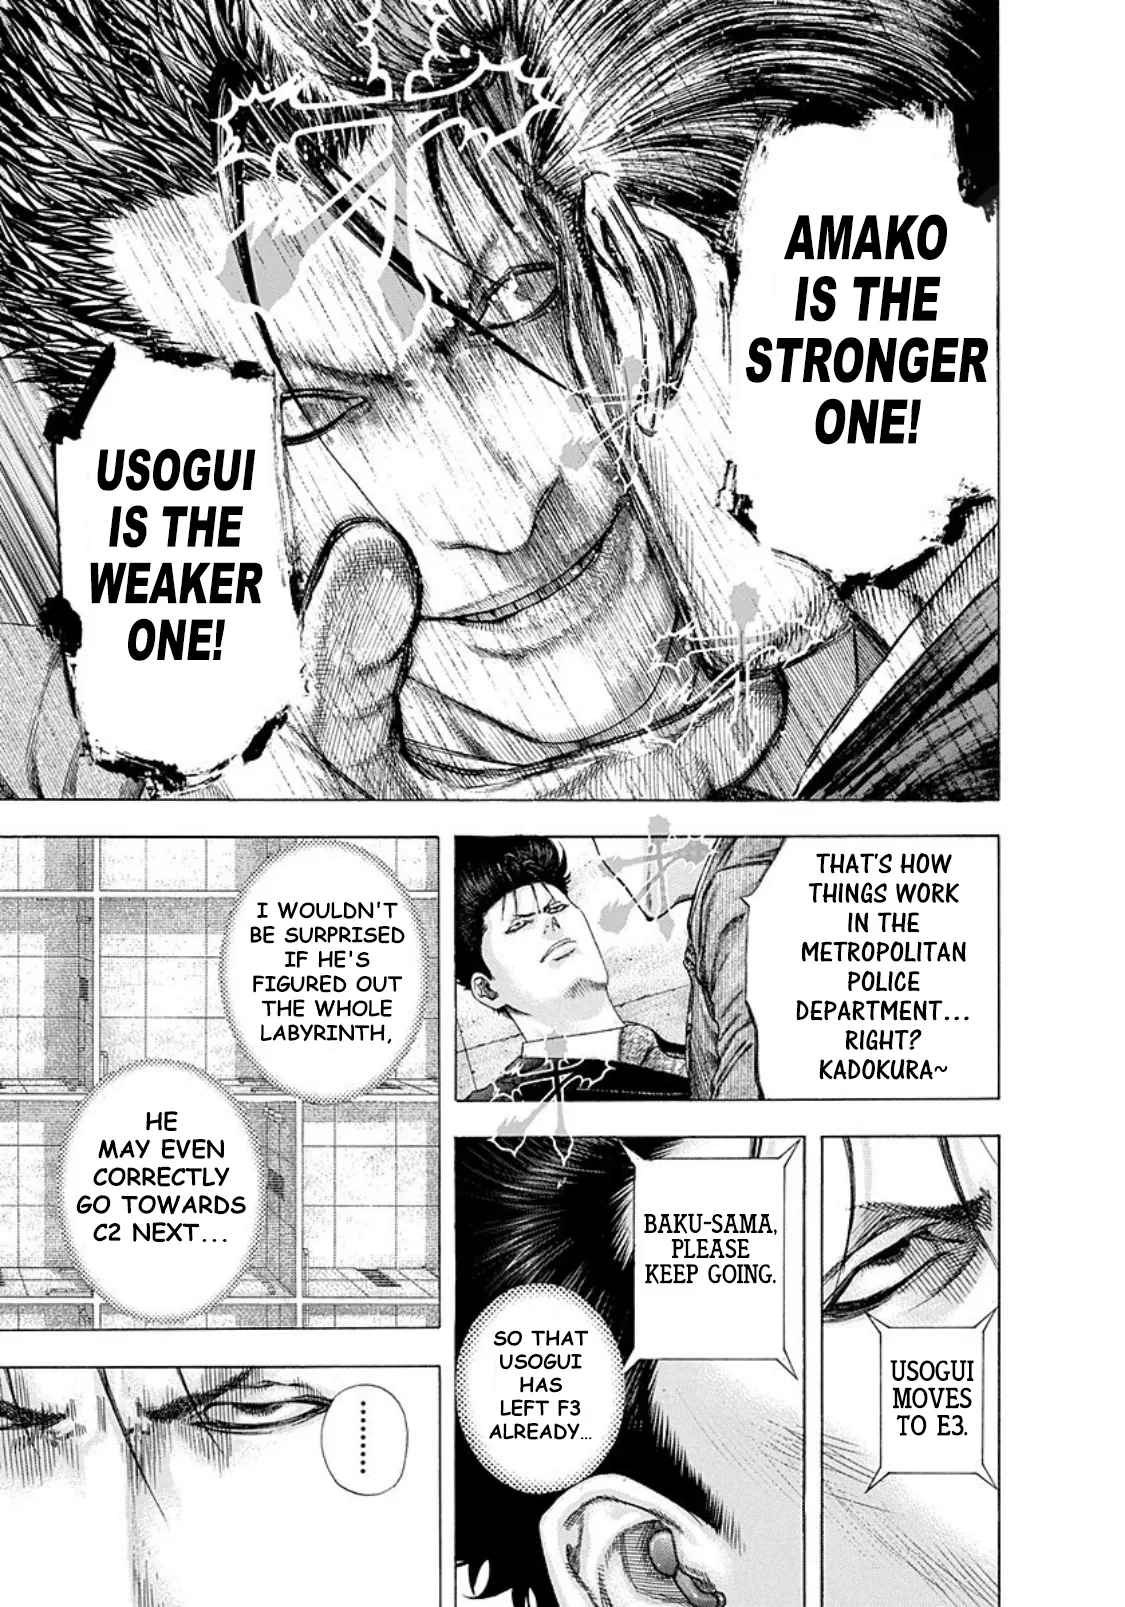 AMAKO
IS THE
STRONGER
ONE!
USOGUI
IS THE
WEAKER
ONE!
THAT'S HOW
THINGS WORK
IN THE
METROPOLITAN
POLICE
DEPARTMENT...
RIGHT?
KADOKURA~
I WOULDN'T
BE SURPRISED
IF HE'S
FIGURED OUT
THE WHOLE
LABYRINTH,
HE
MAY EVEN
CORRECTLY
GO TOWARDS
C2 NEXT...
USOGUI
MOVES
TO E3.
BAKU-SAMA,
PLEASE
KEEP GOING.
SO THAT
USOGUI
HAS
LEFT F3
ALREADY...
.........